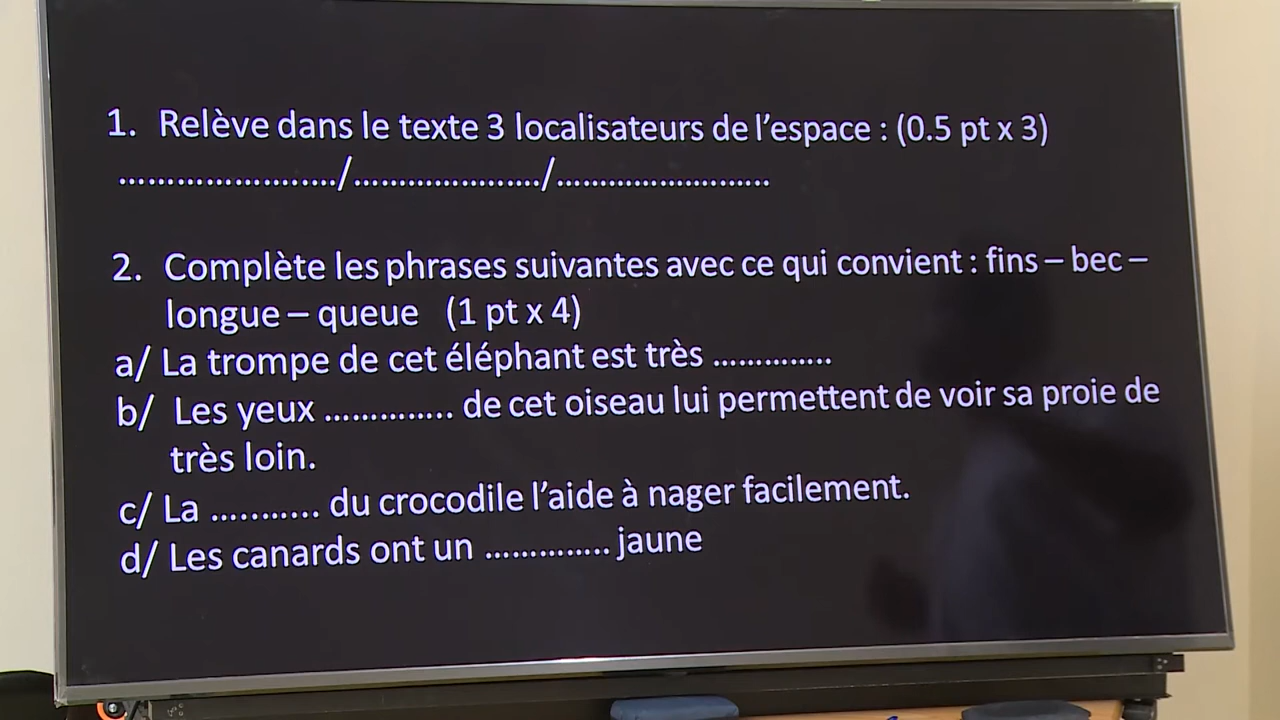 1. Relève dans le texte 3 localisateurs de l'espace : (0.5 pt x 3)
……………………./…………………./……………………
2. Complète les phrases suivantes avec ce qui convient : fins – bec –
longue – queue (1 pt x 4)
a/ La trompe de cet éléphant est très …………..
b/ Les yeux ………….. de cet oiseau lui permettent de voir sa proie de
très loin.
c/ La ……….. du crocodile l'aide à nager facilement.
d/ Les canards ont un ………….. jaune